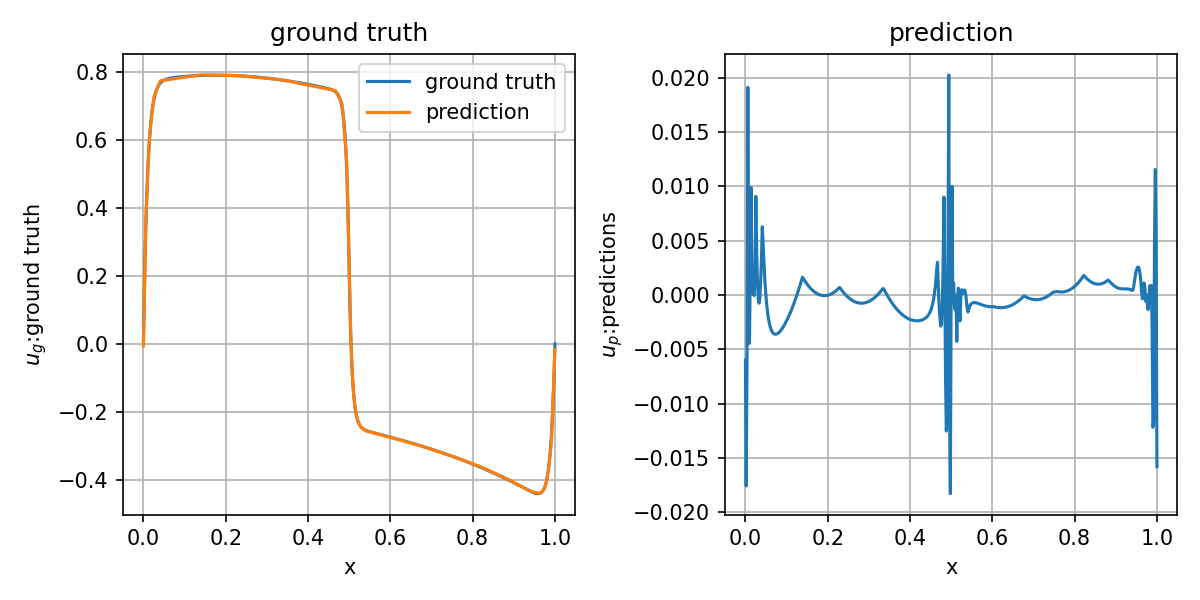 ground truth
u_g:ground truth
0.8
0.6
0.4
0.2
0.0
−0.2
−0.4
ground truth
prediction
0.0 0.2 0.4 0.6 0.8 1.0
x
prediction
u_p:predictions
0.020
0.015
0.010
0.005
0.000
−0.005
−0.010
−0.015
−0.020
0.0 0.2 0.4 0.6 0.8 1.0
x